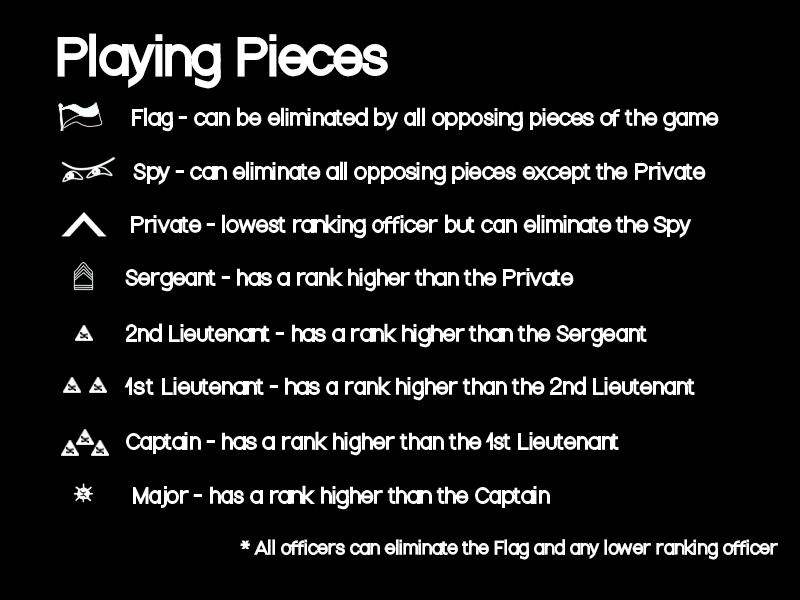 Playing Pieces
Flag - can be eliminated by all opposing pieces of the game
Spy - can eliminate all opposing pieces except the Private
Private - lowest ranking officer but can eliminate the Spy
Sergeant - has a rank higher than the Private
2nd Lieutenant - has a rank higher than the Sergeant
1st Lieutenant - has a rank higher than the 2nd Lieutenant
Captain - has a rank higher than the 1st Lieutenant
Major - has a rank higher than the Captain
* All officers can eliminate the Flag and any lower ranking officer